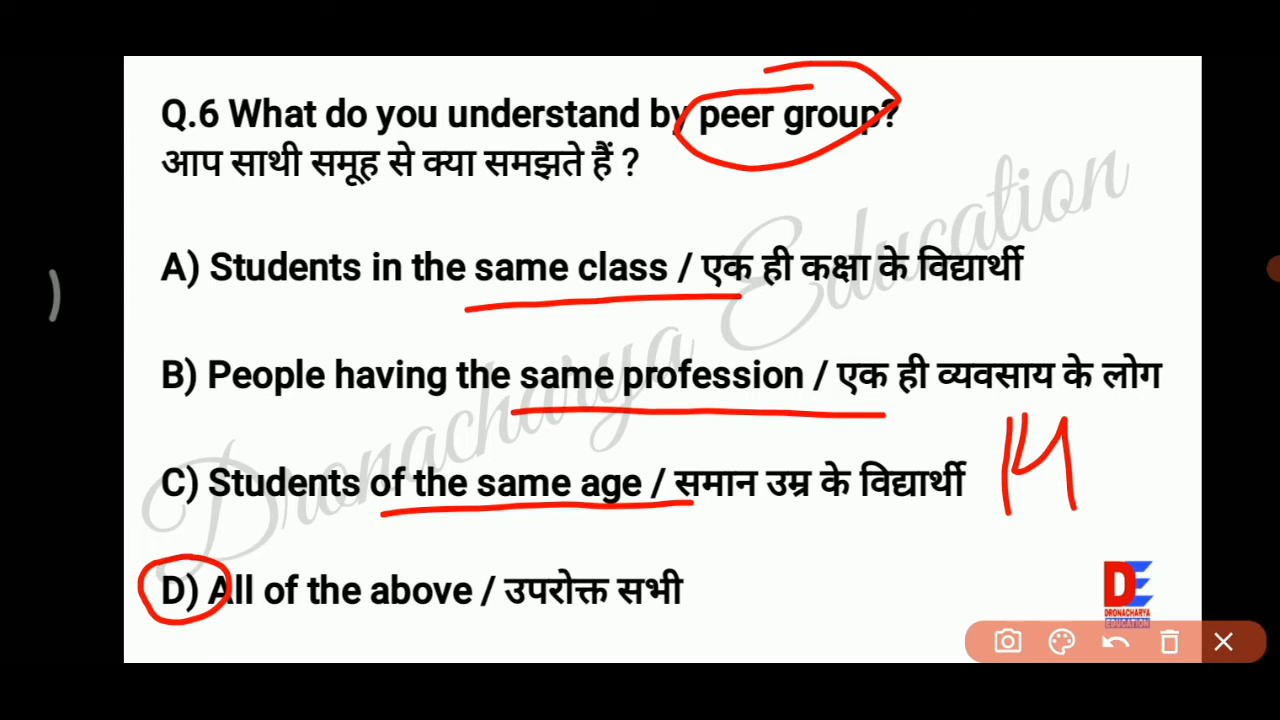 Q.6 What do you understand by peer group?
आप साथी समूह से क्या समझते हैं ?
A) Students in the same class / एक ही कक्षा के विद्यार्थी
B) People having the same profession / एक ही व्यवसाय के लोग
C) Students of the same age / समान उम्र के विद्यार्थी
14
D) All of the above / उपरोक्त सभी
Dronacharya Education
DE
DRONACHARYA
EDUCATION